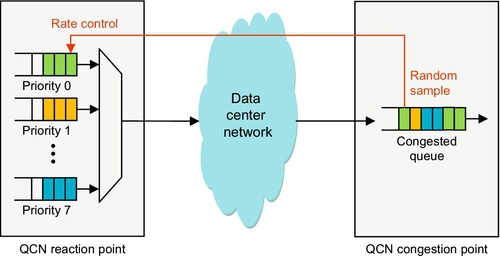 Rate control
Priority 0
Priority 1
Priority 7
QCN reaction point
Data
center
network
Random
sample
Congested
queue
QCN congestion point